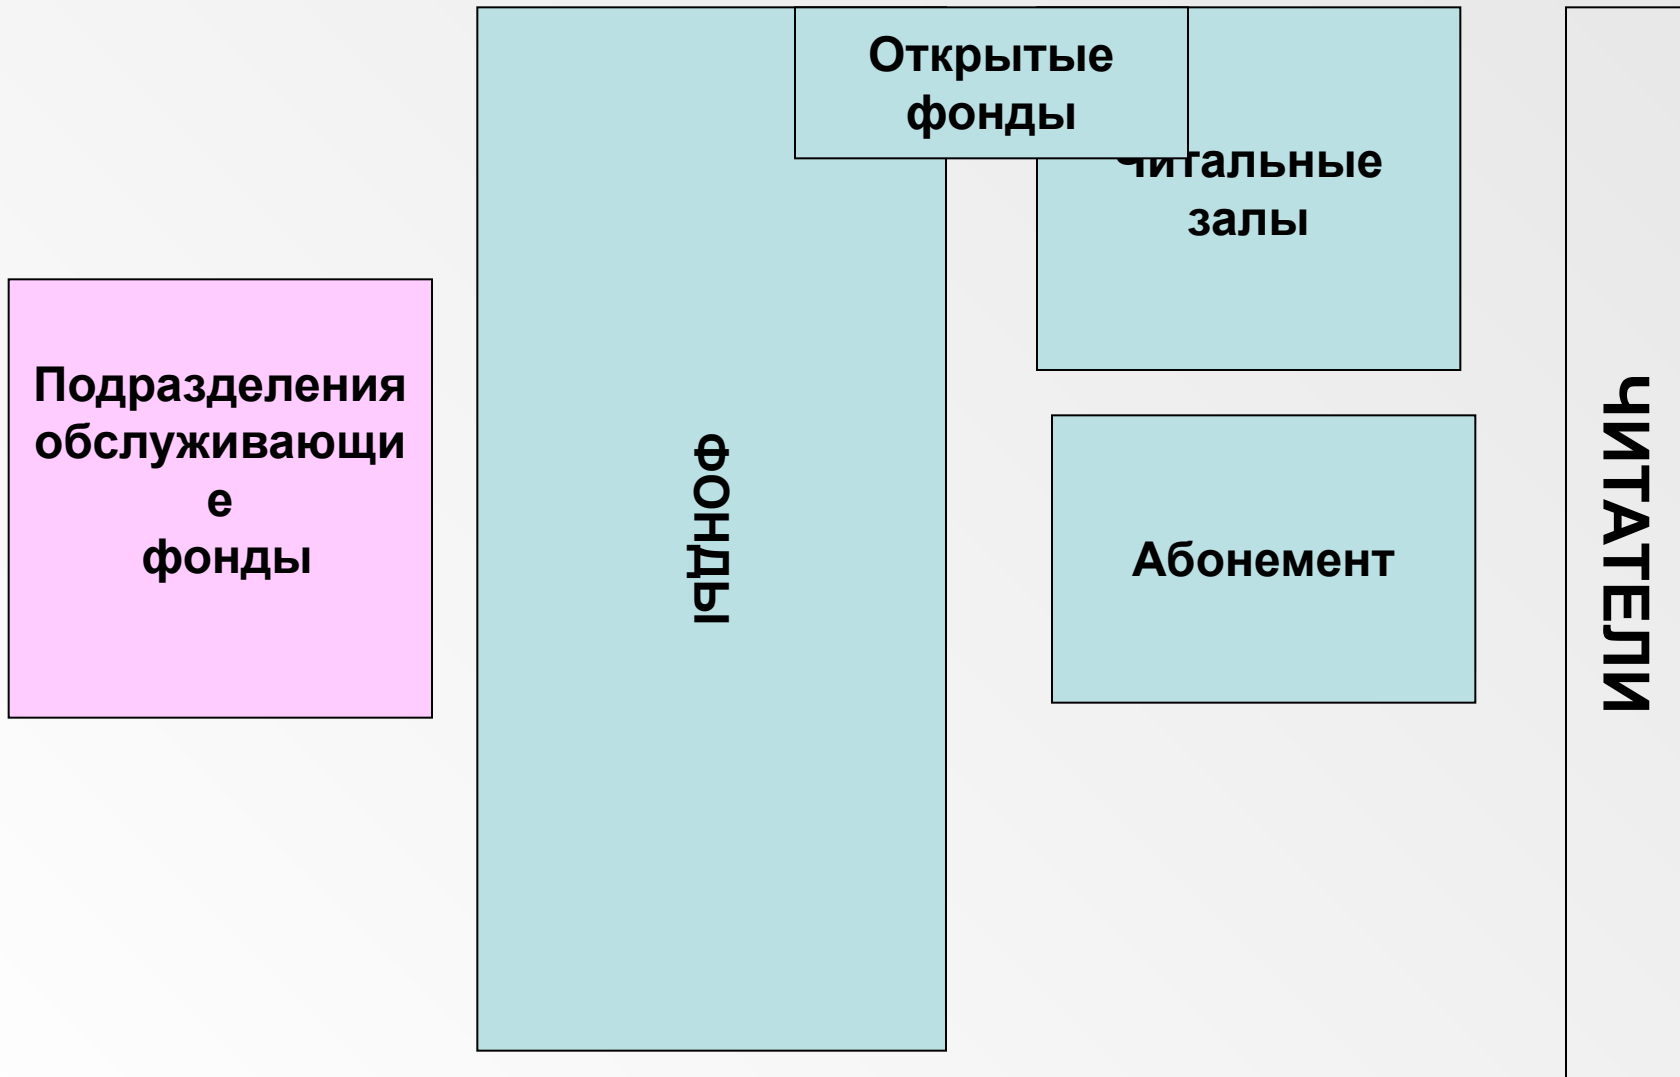 Открытые
фонды
Читальные
залы
Подразделения
обслуживающи
е
фонды
ФОНДЫ
Абонемент
ЧИТАТЕЛИ